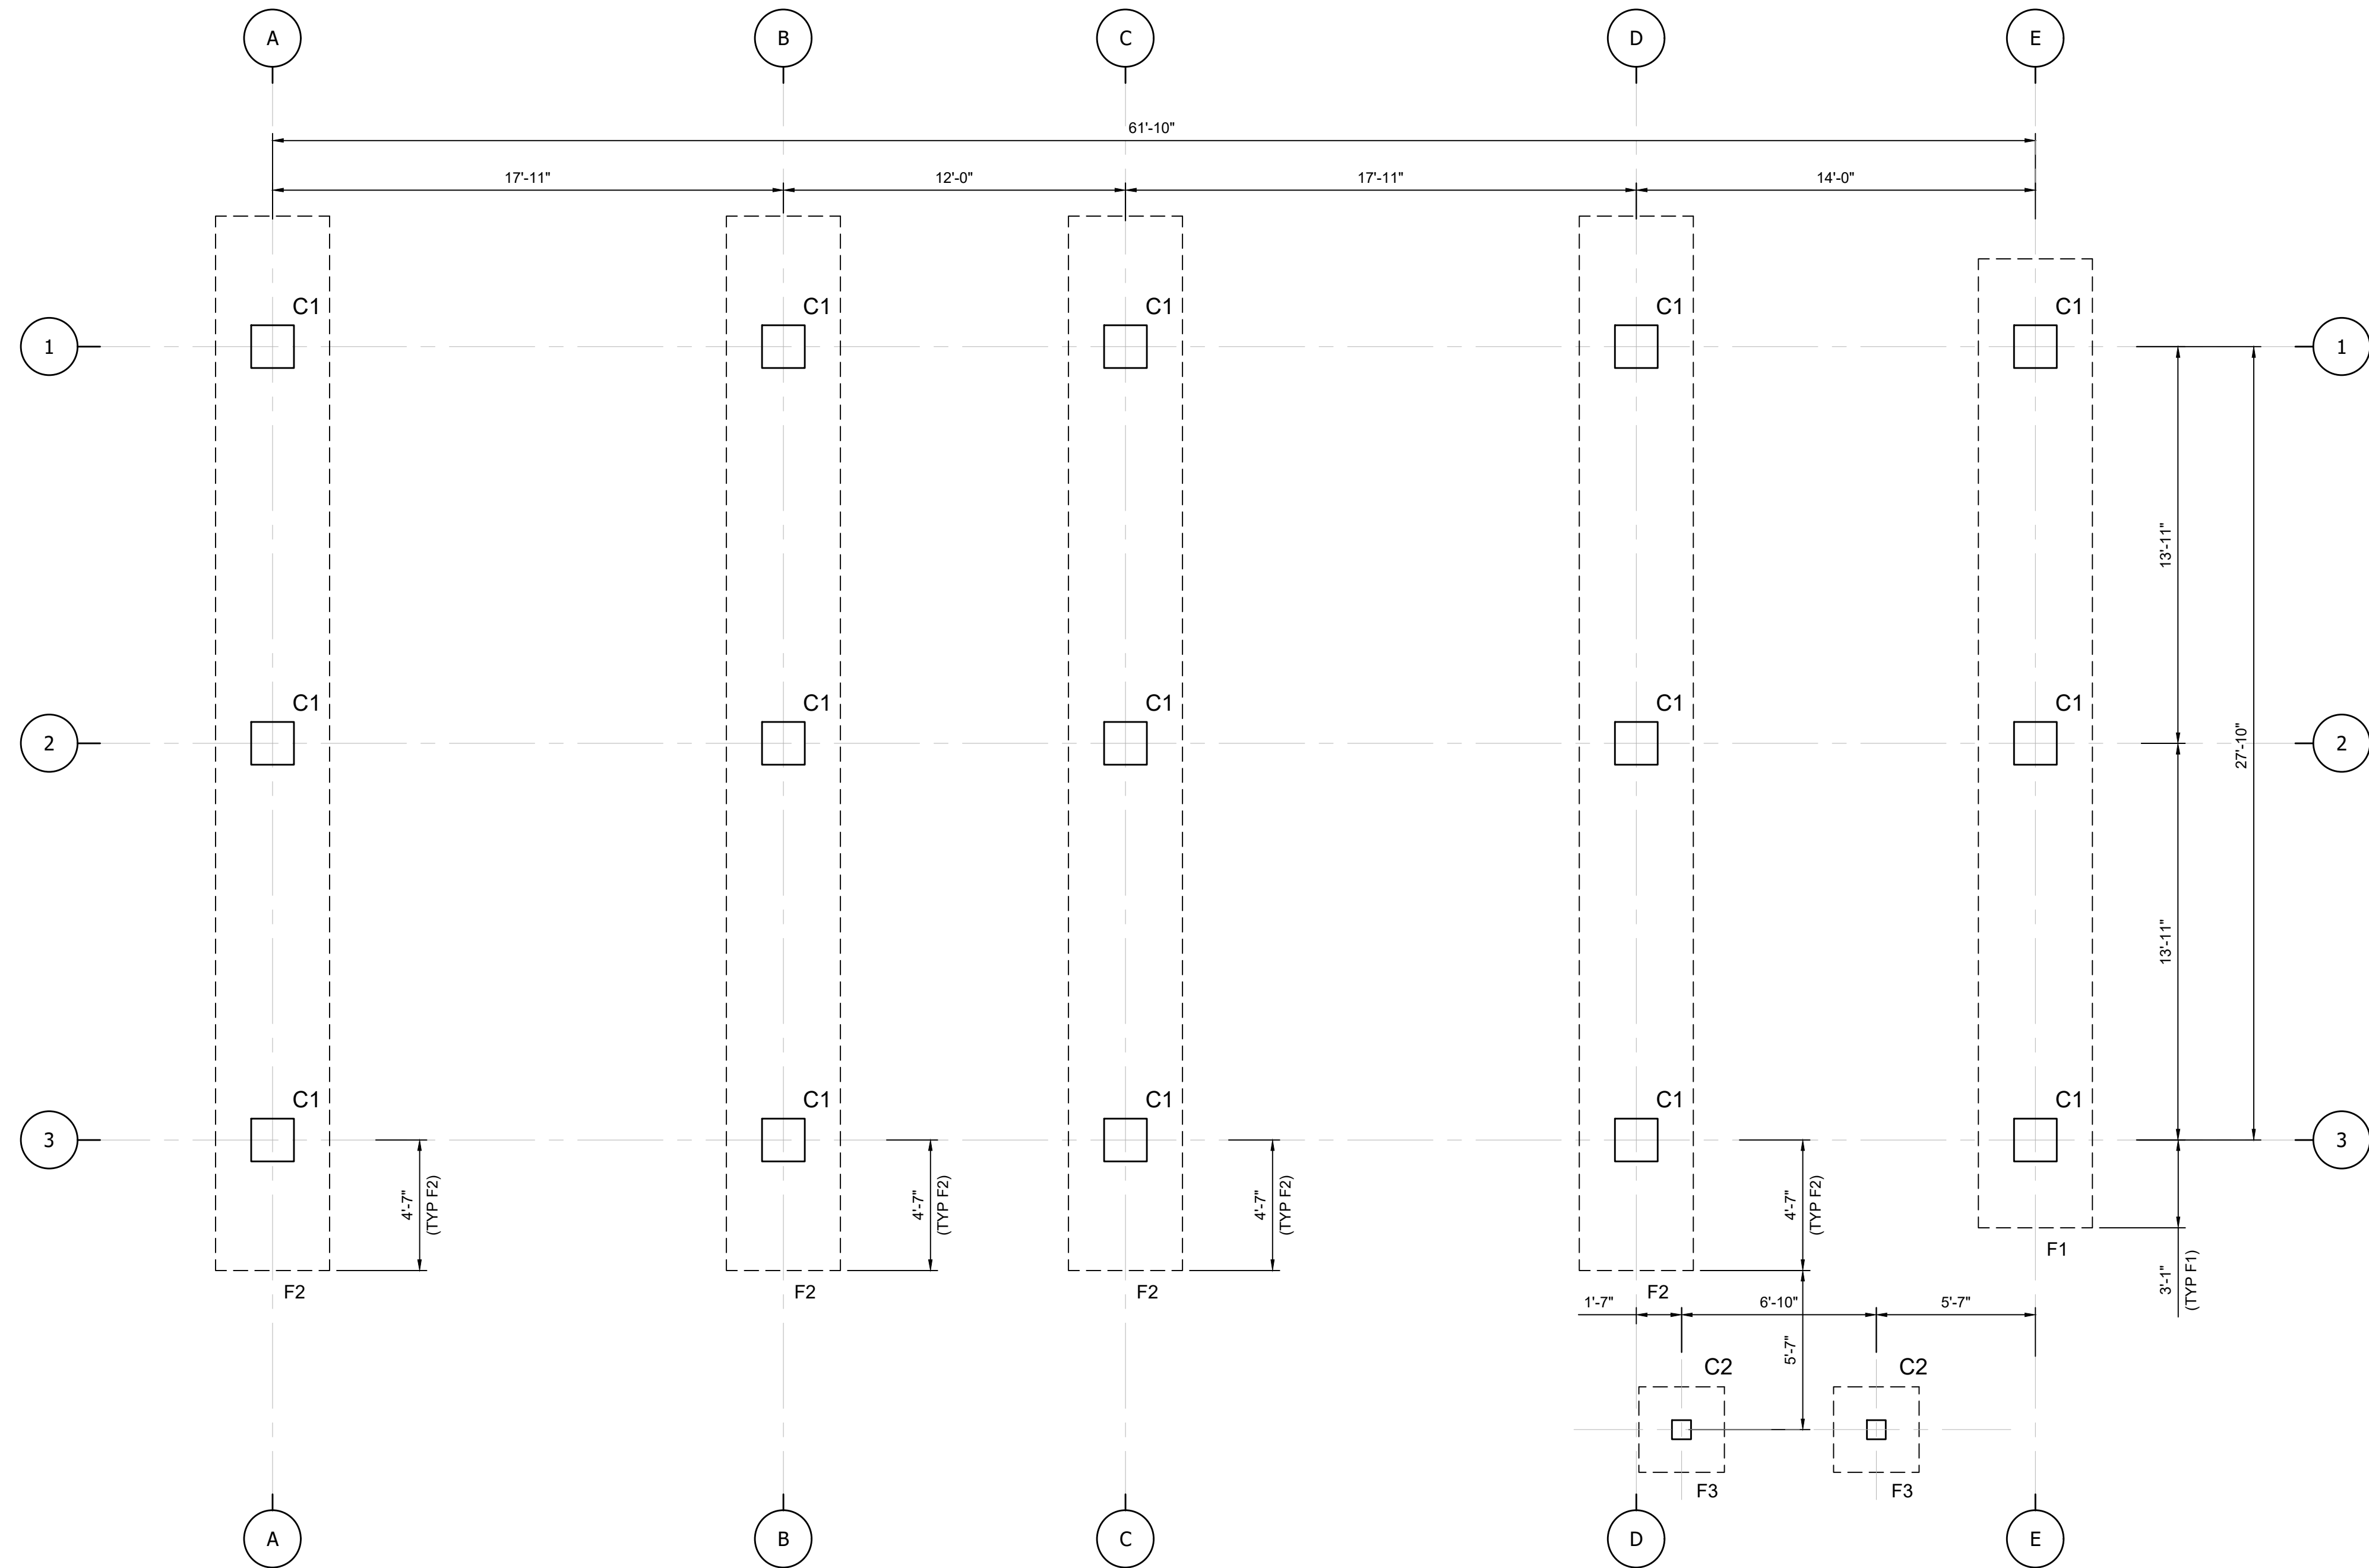 A B C D E
61'-10"
17'-11" 12'-0" 17'-11" 14'-0"
C1 C1 C1 C1 C1
1 1
13'-11"
C1 C1 C1 C1 C1
2 2
27'-10"
13'-11"
C1 C1 C1 C1 C1
3 3
4'-7"
(TYP F2)
4'-7"
(TYP F2)
4'-7"
(TYP F2)
4'-7"
(TYP F2)
F1
3'-1"
(TYP F1)
F2 F2 F2 F2
1'-7" 6'-10" 5'-7"
5'-7"
C2 C2
F3 F3
A B C D E